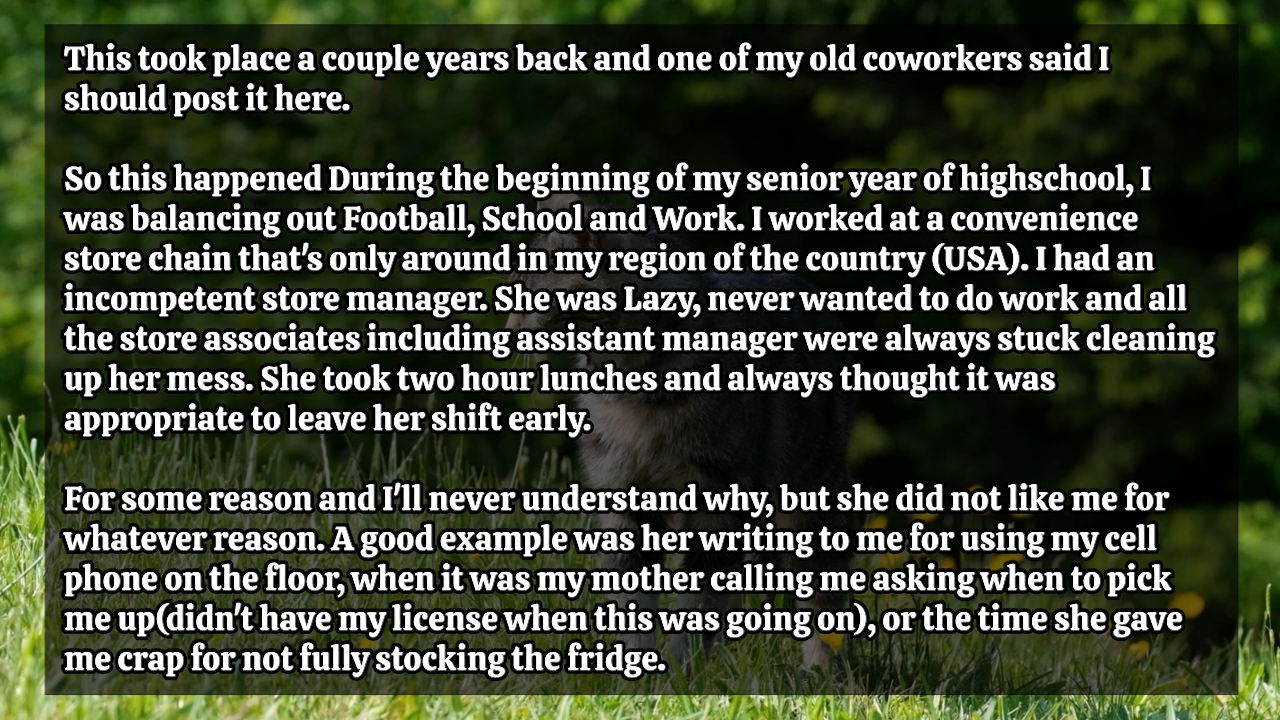 This took place a couple years back and one of my old coworkers said I
should post it here.
So this happened During the beginning of my senior year of highschool, I
was balancing out Football, School and Work. I worked at a convenience
store chain that's only around in my region of the country (USA). I had an
incompetent store manager. She was Lazy, never wanted to do work and all
the store associates including assistant manager were always stuck cleaning
up her mess. She took two hour lunches and always thought it was
appropriate to leave her shift early.
For some reason and I'll never understand why, but she did not like me for
whatever reason. A good example was her writing to me for using my cell
phone on the floor, when it was my mother calling me asking when to pick
me up(didn't have my license when this was going on), or the time she gave
me crap for not fully stocking the fridge.